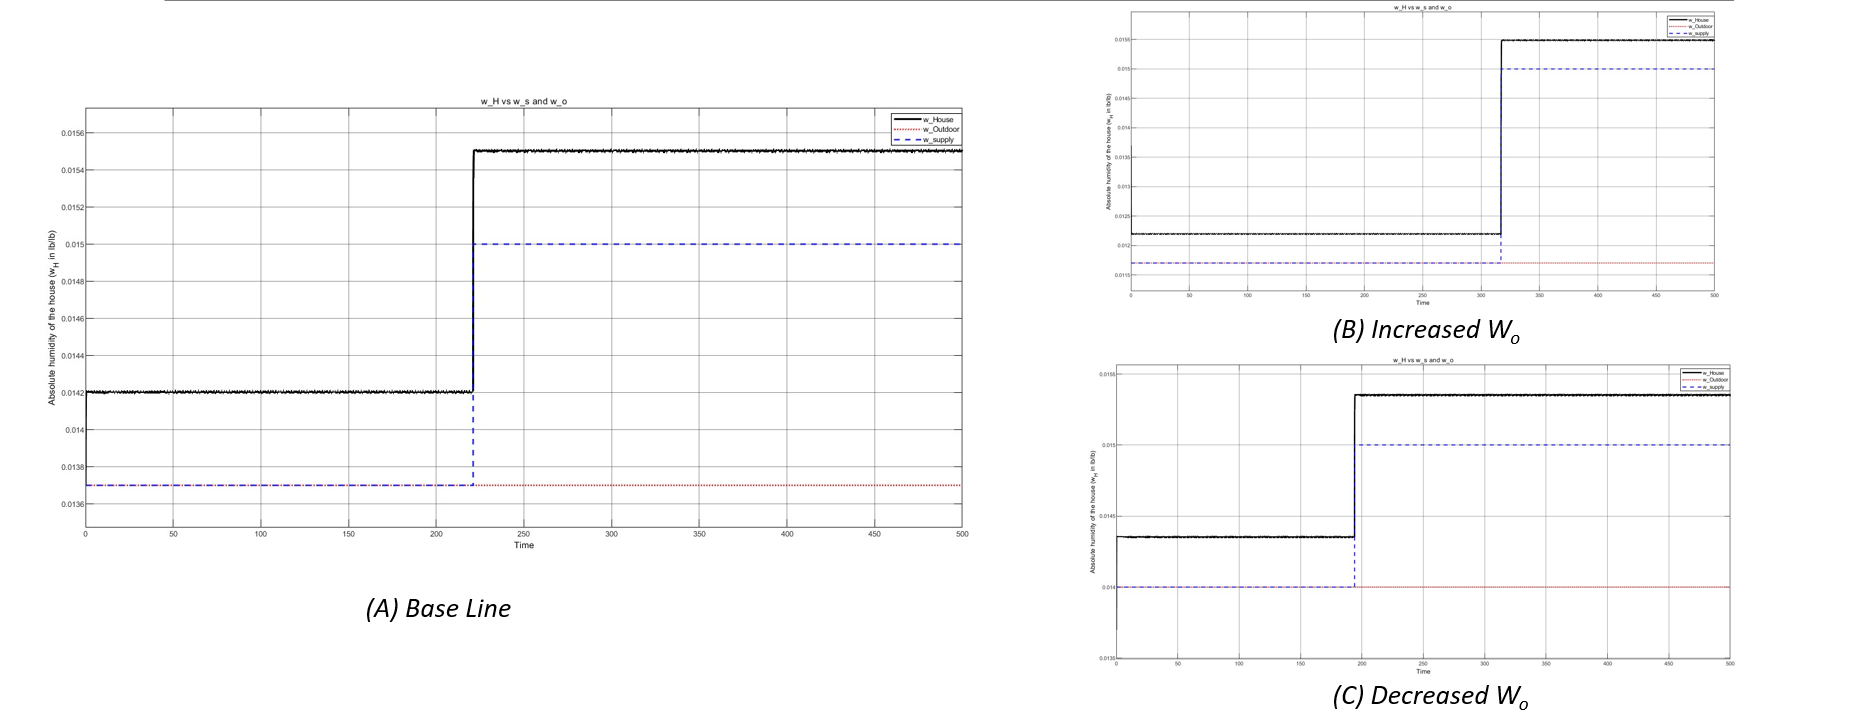 w_H vs w_s and w_o
w_House
w_Outdoor
w_supply
0.0156
0.0154
0.0152
0.015
0.0148
0.0146
0.0144
0.0142
0.014
0.0138
0.0136
Absolute humidity of the house (w_H in lb/lb)
0 50 100 150 200 250 300 350 400 450 500
Time
(A) Base Line
w_H vs w_s and w_o
w_House
w_Outdoor
w_supply
0.0155
0.015
0.0145
0.014
0.0135
0.013
0.0125
0.012
0.0115
Absolute humidity of the house (w_H in lb/lb)
0 50 100 150 200 250 300 350 400 450 500
Time
(B) Increased W_o
w_H vs w_s and w_o
w_House
w_Outdoor
w_supply
0.0155
0.015
0.0145
0.014
0.0135
Absolute humidity of the house (w_H in lb/lb)
0 50 100 150 200 250 300 350 400 450 500
Time
(C) Decreased W_o